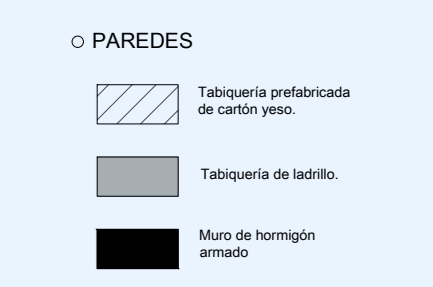 PAREDES
Tabiquería prefabricada
de cartón yeso.
Tabiquería de ladrillo.
Muro de hormigón
armado